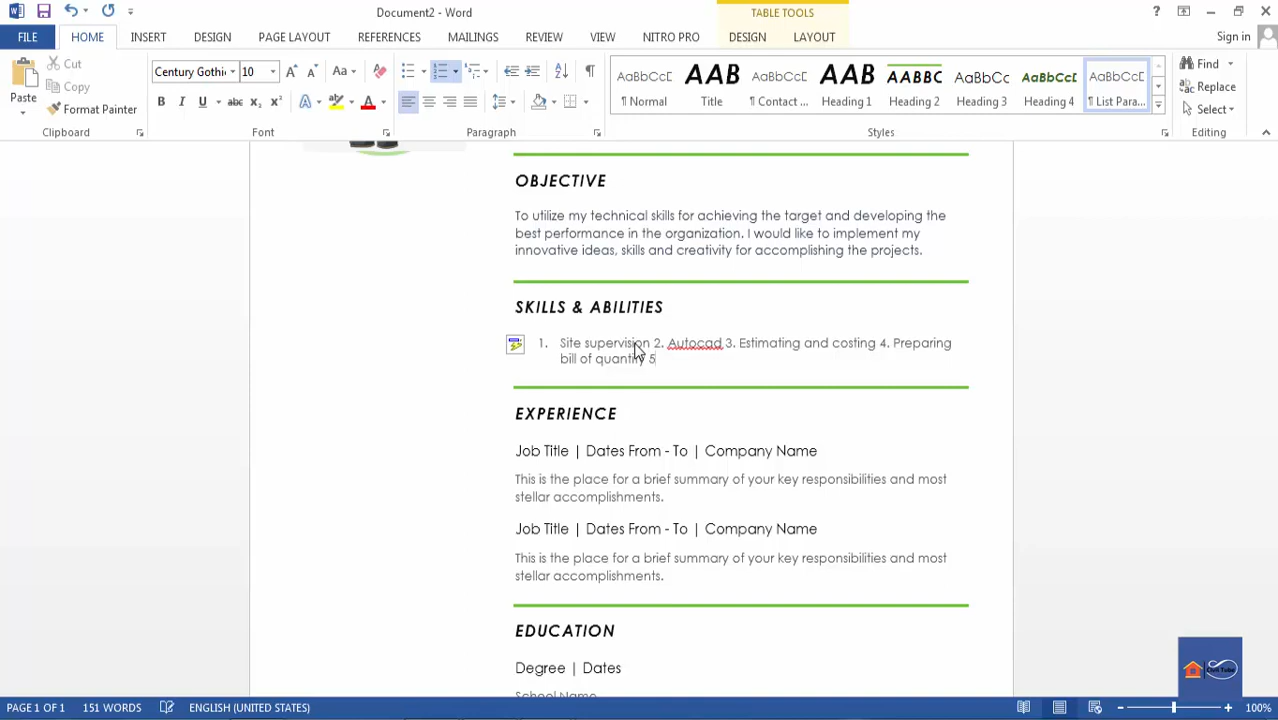 Document2 - Word
TABLE TOOLS
Sign in
FILE
HOME
INSERT
DESIGN
PAGE LAYOUT
REFERENCES
MAILINGS
REVIEW
VIEW
NITRO PRO
DESIGN
LAYOUT
Paste
Cut
Copy
Format Painter
Clipboard
Century Gothi
10
Font
Paragraph
AaBbCcC
¶ Normal
AAB
Title
AaBbCcC
¶ Contact ...
AAB
Heading 1
AABBC
Heading 2
AaBbCc
Heading 3
AaBbCcC
Heading 4
AaBbCcC
¶ List Para...
Styles
Find
Replace
Select
Editing
OBJECTIVE
To utilize my technical skills for achieving the target and developing the
best performance in the organization. I would like to implement my
innovative ideas, skills and creativity for accomplishing the projects.
SKILLS & ABILITIES
1. Site supervision 2. Autocad 3. Estimating and costing 4. Preparing
bill of quantity 5
EXPERIENCE
Job Title | Dates From - To | Company Name
This is the place for a brief summary of your key responsibilities and most
stellar accomplishments.
Job Title | Dates From - To | Company Name
This is the place for a brief summary of your key responsibilities and most
stellar accomplishments.
EDUCATION
Degree | Dates
School Name
PAGE 1 OF 1
151 WORDS
ENGLISH (UNITED STATES)
100%